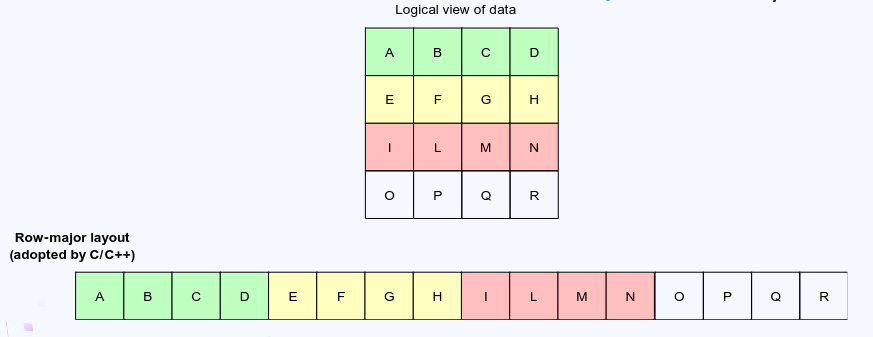 Logical view of data
A B C D
E F G H
I L M N
O P Q R
Row-major layout
(adopted by C/C++)
A B C D E F G H I L M N O P Q R